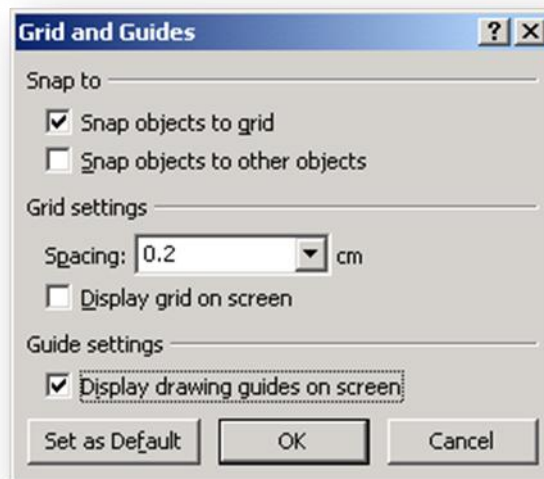 Grid and Guides
Snap to
Snap objects to grid
Snap objects to other objects
Grid settings
Spacing: 0.2 cm
Display grid on screen
Guide settings
Display drawing guides on screen
Set as Default OK Cancel